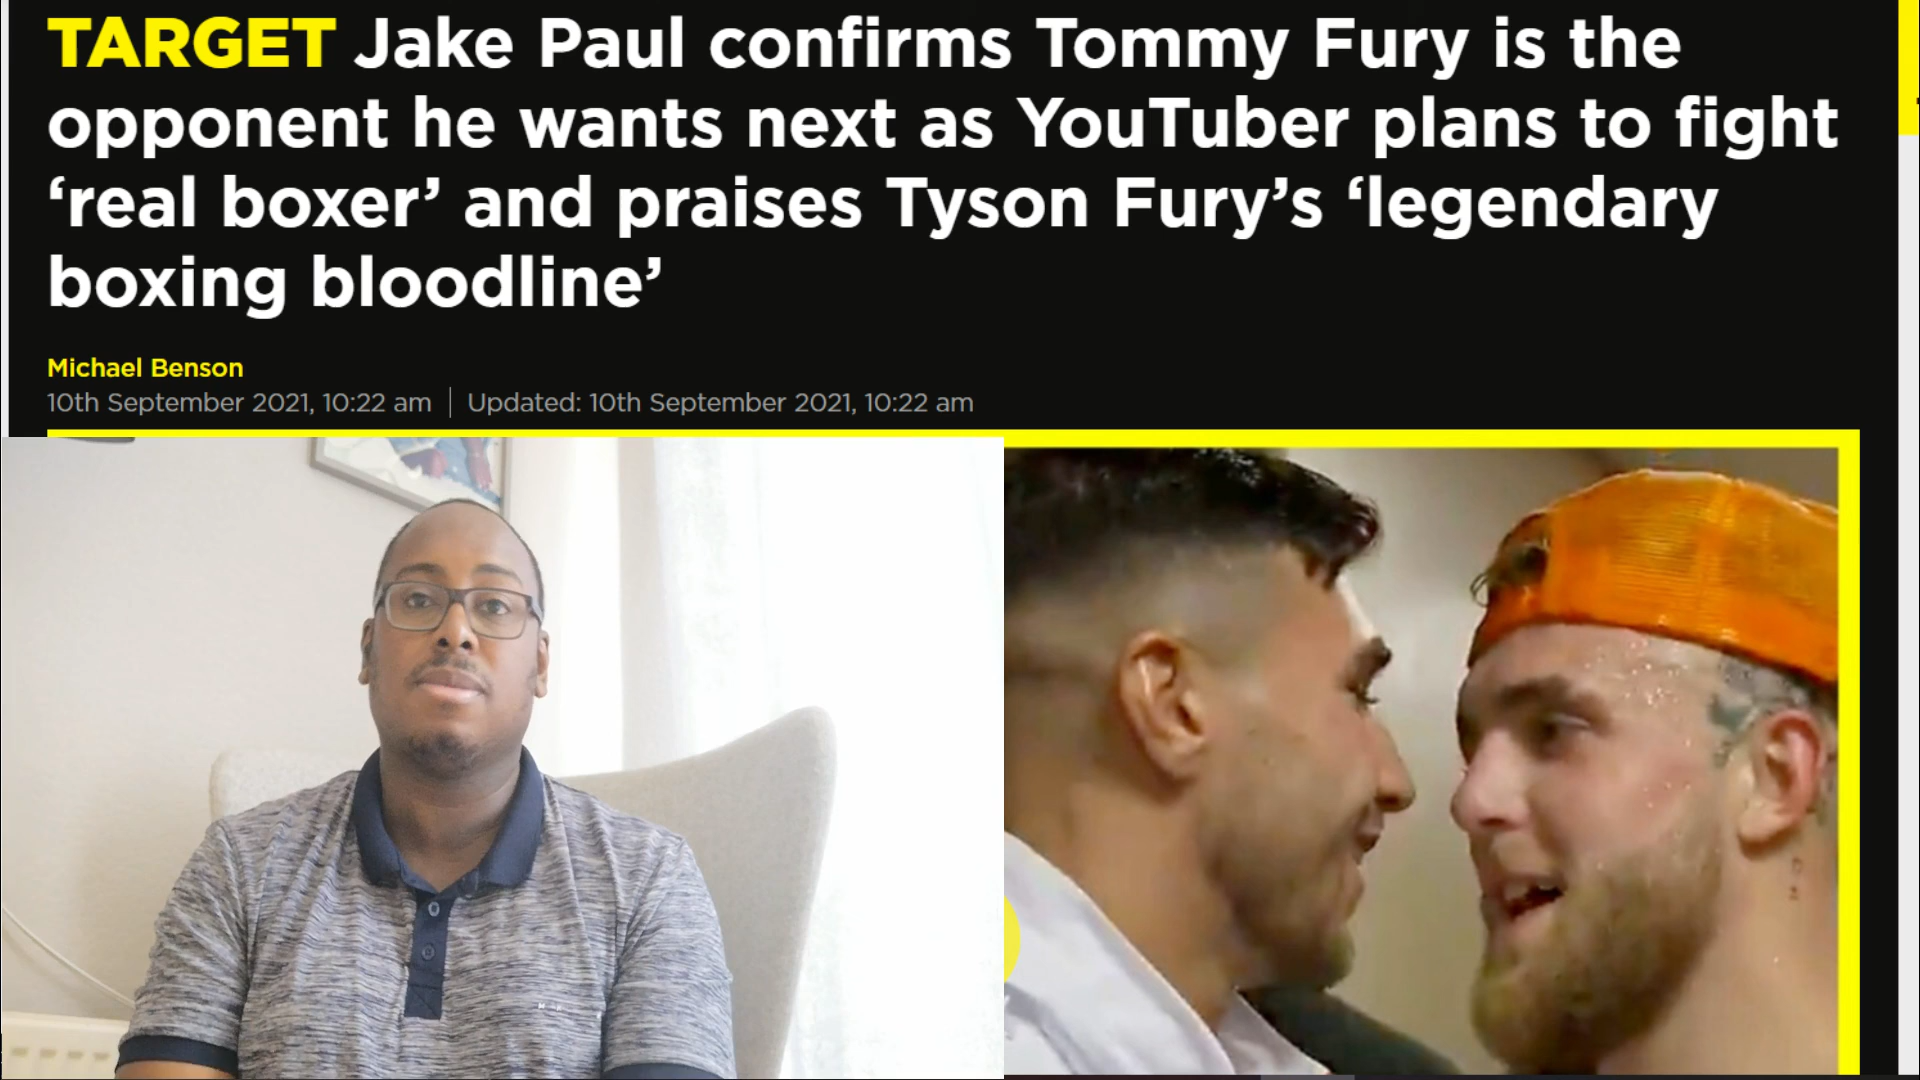 TARGET Jake Paul confirms Tommy Fury is the
opponent he wants next as YouTuber plans to fight
‘real boxer’ and praises Tyson Fury’s ‘legendary
boxing bloodline’
Michael Benson
10th September 2021, 10:22 am | Updated: 10th September 2021, 10:22 am